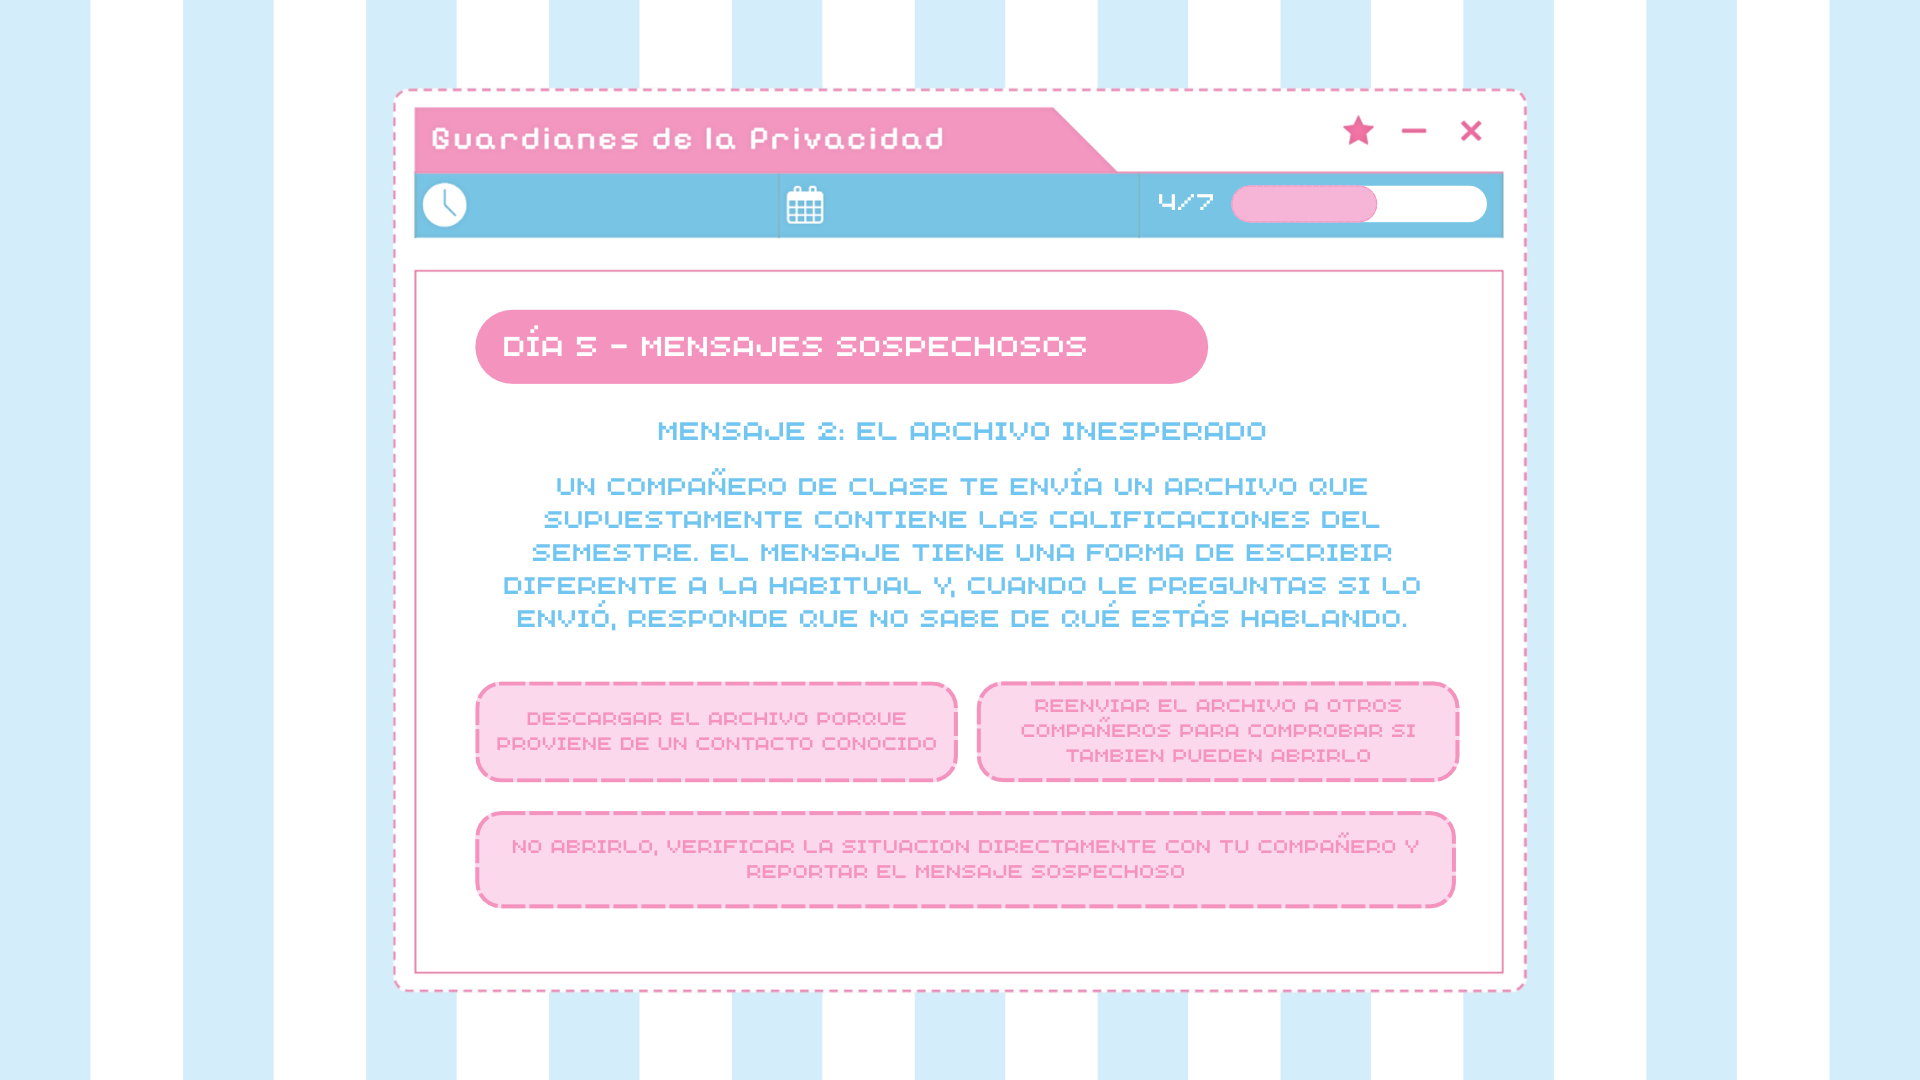 Guardianes de la Privacidad
4/7
DÍA 5 - MENSAJES SOSPECHOSOS
MENSAJE 2: EL ARCHIVO INESPERADO
UN COMPAÑERO DE CLASE TE ENVÍA UN ARCHIVO QUE
SUPUESTAMENTE CONTIENE LAS CALIFICACIONES DEL
SEMESTRE. EL MENSAJE TIENE UNA FORMA DE ESCRIBIR
DIFERENTE A LA HABITUAL Y, CUANDO LE PREGUNTAS SI LO
ENVIÓ, RESPONDE QUE NO SABE DE QUÉ ESTÁS HABLANDO.
DESCARGAR EL ARCHIVO PORQUE
PROVIENE DE UN CONTACTO CONOCIDO
REENVIAR EL ARCHIVO A OTROS
COMPAÑEROS PARA COMPROBAR SI
TAMBIEN PUEDEN ABRIRLO
NO ABRIRLO, VERIFICAR LA SITUACION DIRECTAMENTE CON TU COMPAÑERO Y
REPORTAR EL MENSAJE SOSPECHOSO